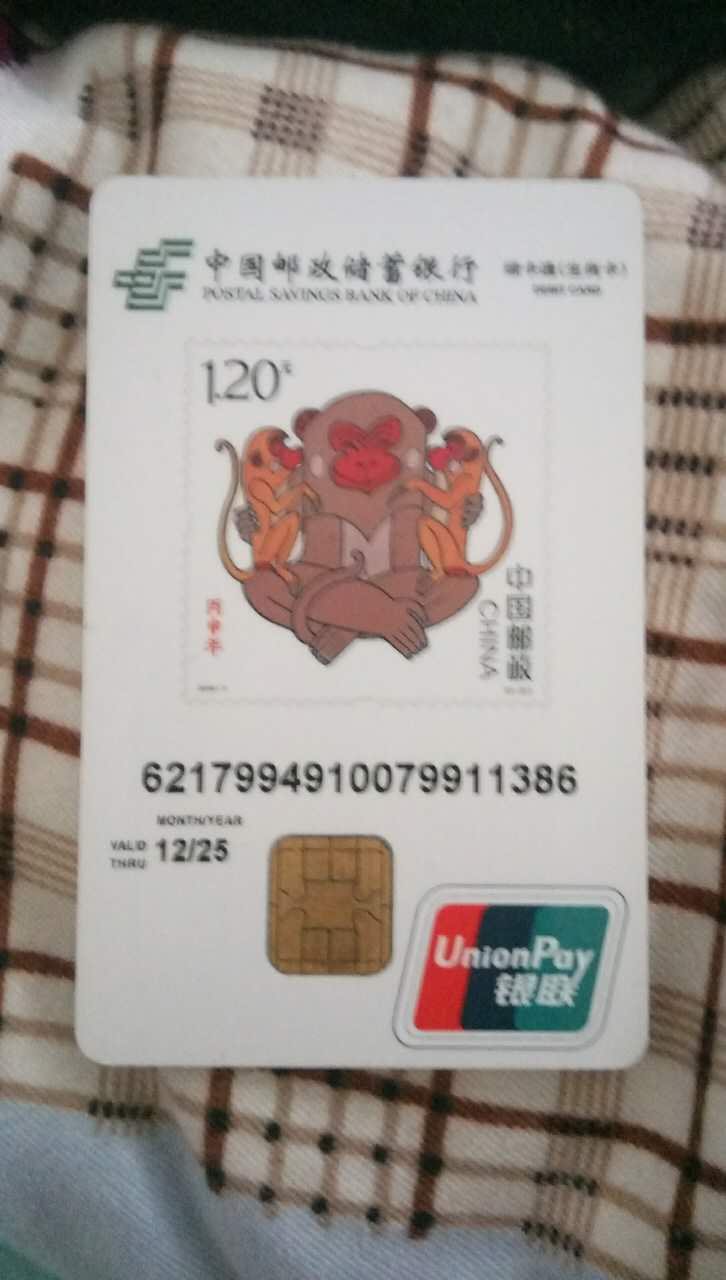 中国邮政储蓄银行
POSTAL SAVINGS BANK OF CHINA
1.20元
丙申年
中国邮政
CHINA
6217994910079911386
MONTH/YEAR
VALID THRU 12/25
UnionPay
银联